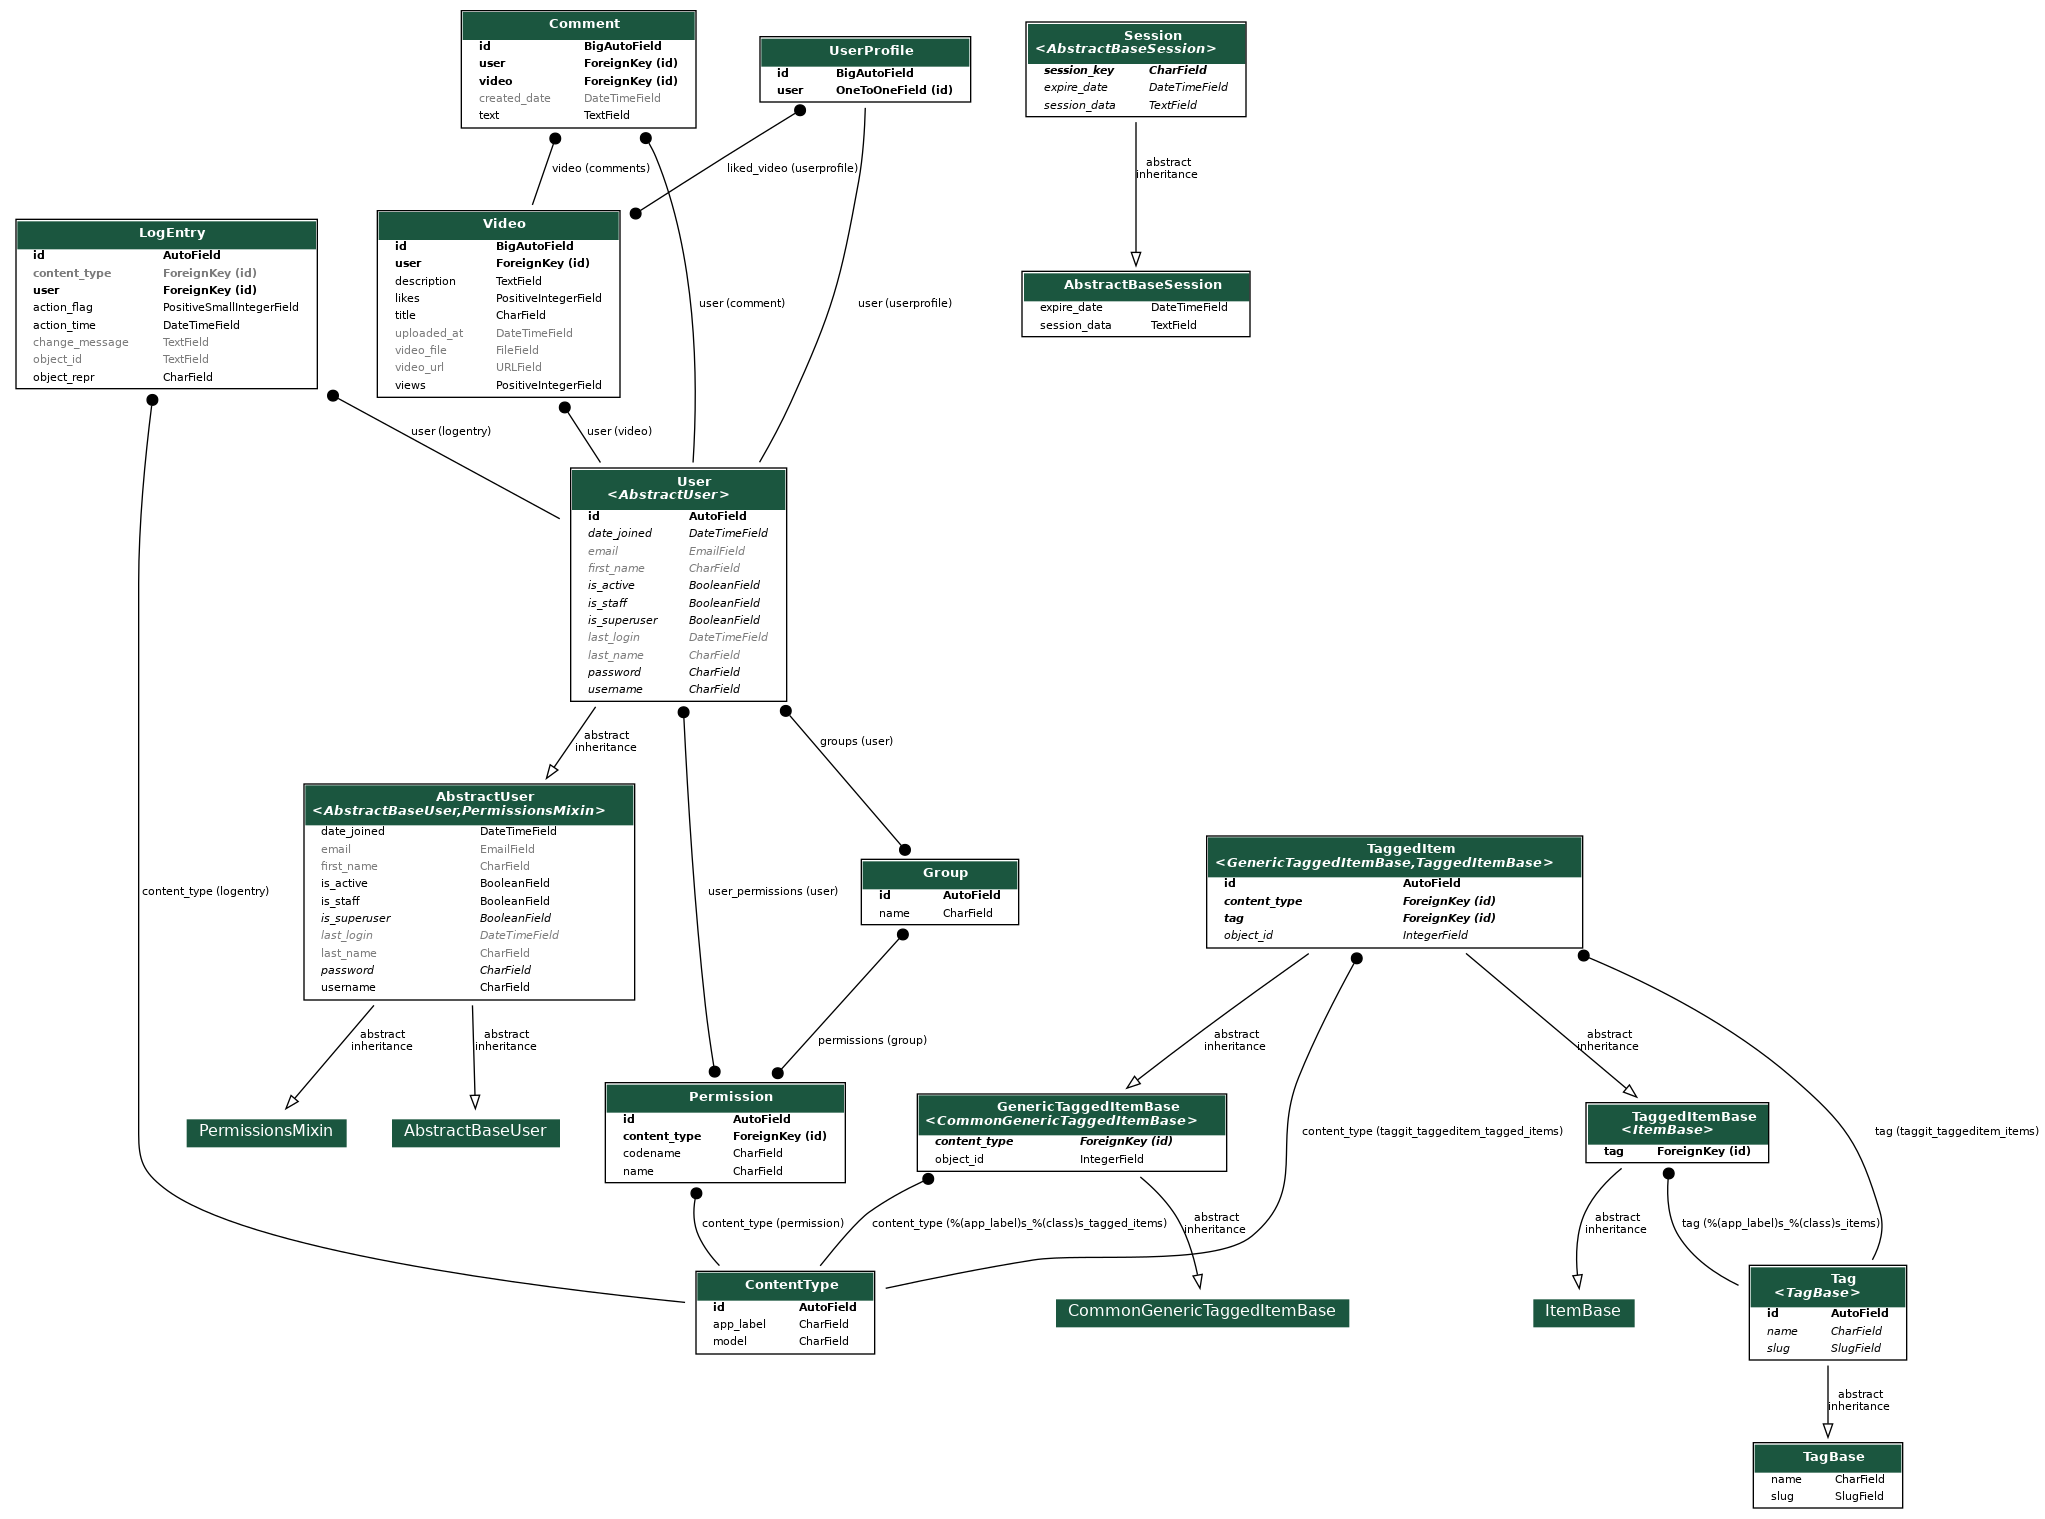 Comment
id BigAutoField
user ForeignKey (id)
video ForeignKey (id)
created_date DateTimeField
text TextField
UserProfile
id BigAutoField
user OneToOneField (id)
Session
<AbstractBaseSession>
session_key CharField
expire_date DateTimeField
session_data TextField
video (comments)
liked_video (userprofile)
abstract
inheritance
LogEntry
id AutoField
content_type ForeignKey (id)
user ForeignKey (id)
action_flag PositiveSmallIntegerField
action_time DateTimeField
change_message TextField
object_id TextField
object_repr CharField
Video
id BigAutoField
user ForeignKey (id)
description TextField
likes PositiveIntegerField
title CharField
uploaded_at DateTimeField
video_file FileField
video_url URLField
views PositiveIntegerField
user (comment)
user (userprofile)
AbstractBaseSession
expire_date DateTimeField
session_data TextField
user (logentry)
user (video)
User
<AbstractUser>
id AutoField
date_joined DateTimeField
email EmailField
first_name CharField
is_active BooleanField
is_staff BooleanField
is_superuser BooleanField
last_login DateTimeField
last_name CharField
password CharField
username CharField
abstract
inheritance
groups (user)
AbstractUser
<AbstractBaseUser,PermissionsMixin>
date_joined DateTimeField
email EmailField
first_name CharField
is_active BooleanField
is_staff BooleanField
is_superuser BooleanField
last_login DateTimeField
last_name CharField
password CharField
username CharField
content_type (logentry)
user_permissions (user)
Group
id AutoField
name CharField
TaggedItem
<GenericTaggedItemBase,TaggedItemBase>
id AutoField
content_type ForeignKey (id)
tag ForeignKey (id)
object_id IntegerField
abstract
inheritance
abstract
inheritance
permissions (group)
abstract
inheritance
abstract
inheritance
PermissionsMixin
AbstractBaseUser
Permission
id AutoField
content_type ForeignKey (id)
codename CharField
name CharField
GenericTaggedItemBase
<CommonGenericTaggedItemBase>
content_type ForeignKey (id)
object_id IntegerField
content_type (taggit_taggeditem_tagged_items)
TaggedItemBase
<ItemBase>
tag ForeignKey (id)
tag (taggit_taggeditem_items)
content_type (permission)
content_type (%(app_label)s_%(class)s_tagged_items)
abstract
inheritance
abstract
inheritance
tag (%(app_label)s_%(class)s_items)
ContentType
id AutoField
app_label CharField
model CharField
CommonGenericTaggedItemBase
ItemBase
Tag
<TagBase>
id AutoField
name CharField
slug SlugField
abstract
inheritance
TagBase
name CharField
slug SlugField